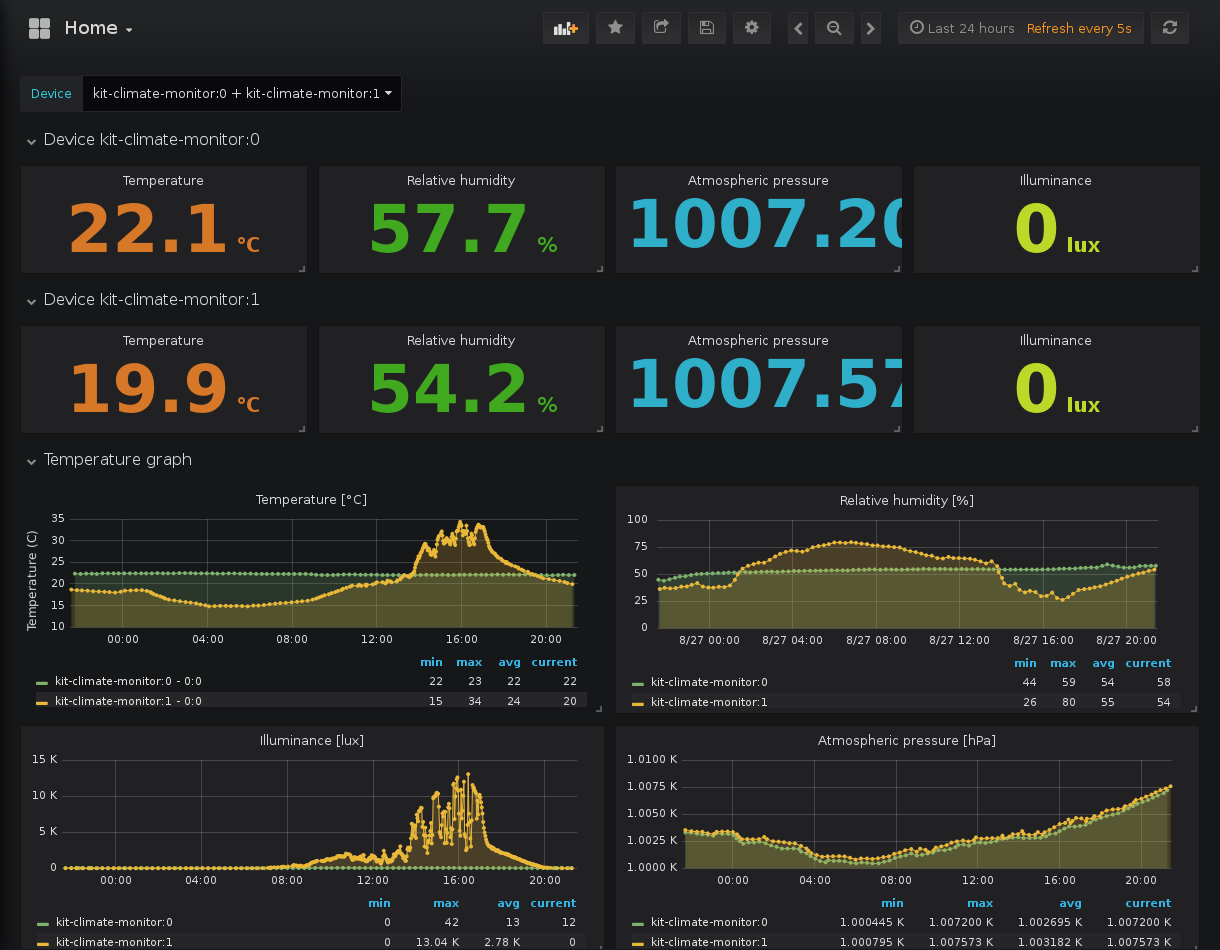 Home
Last 24 hours Refresh every 5s
Device kit-climate-monitor:0 + kit-climate-monitor:1
Device kit-climate-monitor:0
Temperature Relative humidity Atmospheric pressure Illuminance
22.1 °C 57.7 % 1007.20 0 lux
Device kit-climate-monitor:1
Temperature Relative humidity Atmospheric pressure Illuminance
19.9 °C 54.2 % 1007.57 0 lux
Temperature graph
Temperature [°C]
Temperature (C)
35
30
25
20
15
10
00:00 04:00 08:00 12:00 16:00 20:00
min max avg current
kit-climate-monitor:0 - 0:0 22 23 22 22
kit-climate-monitor:1 - 0:0 15 34 24 20
Relative humidity [%]
100
75
50
25
0
8/27 00:00 8/27 04:00 8/27 08:00 8/27 12:00 8/27 16:00 8/27 20:00
min max avg current
kit-climate-monitor:0 44 59 54 58
kit-climate-monitor:1 26 80 55 54
Illuminance [lux]
15 K
10 K
5 K
0
00:00 04:00 08:00 12:00 16:00 20:00
min max avg current
kit-climate-monitor:0 0 42 13 12
kit-climate-monitor:1 0 13.04 K 2.78 K 0
Atmospheric pressure [hPa]
1.0100 K
1.0075 K
1.0050 K
1.0025 K
1.0000 K
00:00 04:00 08:00 12:00 16:00 20:00
min max avg current
kit-climate-monitor:0 1.000445 K 1.007200 K 1.002695 K 1.007200 K
kit-climate-monitor:1 1.000795 K 1.007573 K 1.003182 K 1.007573 K